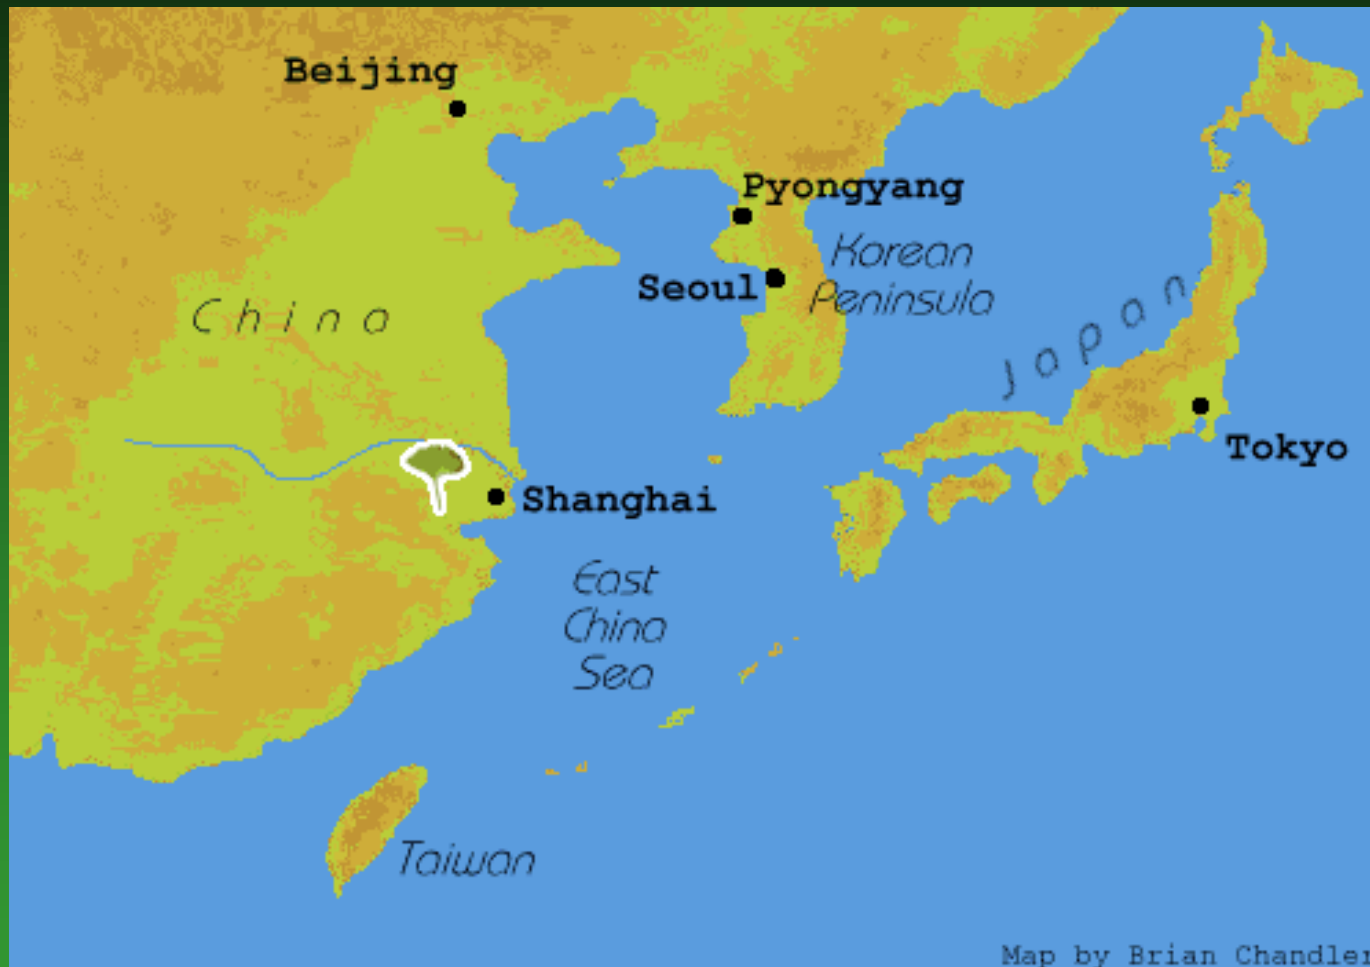 Beijing
Pyongyang
Korean
Peninsula
Seoul
China
Japan
Tokyo
Shanghai
East
China
Sea
Taiwan
Map by Brian Chandler